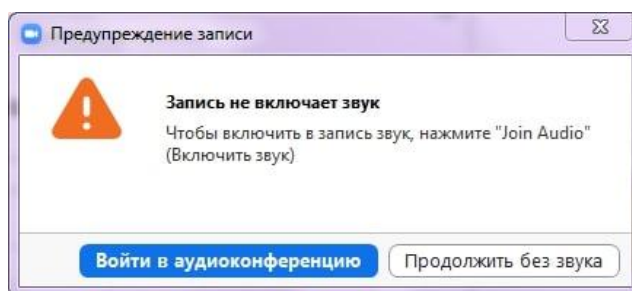 Предупреждение записи
Запись не включает звук
Чтобы включить в запись звук, нажмите "Join Audio"
(Включить звук)
Войти в аудиоконференцию
Продолжить без звука